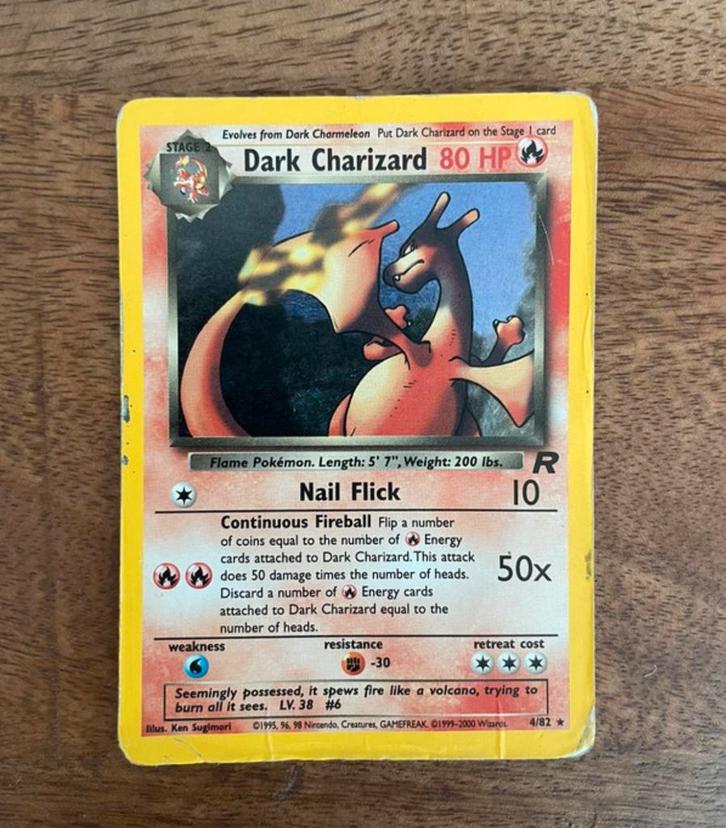 Evolves from Dark Charmeleon Put Dark Charizard on the Stage 1 card
STAGE 2
Dark Charizard 80 HP
Flame Pokémon. Length: 5' 7", Weight: 200 lbs.
R
Nail Flick 10
Continuous Fireball Flip a number
of coins equal to the number of Energy
cards attached to Dark Charizard. This attack
does 50 damage times the number of heads.
50x
Discard a number of Energy cards
attached to Dark Charizard equal to the
number of heads.
weakness resistance retreat cost
-30
Seemingly possessed, it spews fire like a volcano, trying to
burn all it sees. LV. 38 #6
Illus. Ken Sugimori ©1995, 96, 98 Nintendo, Creatures, GAMEFREAK. ©1999-2000 Wizards. 4/82 ★